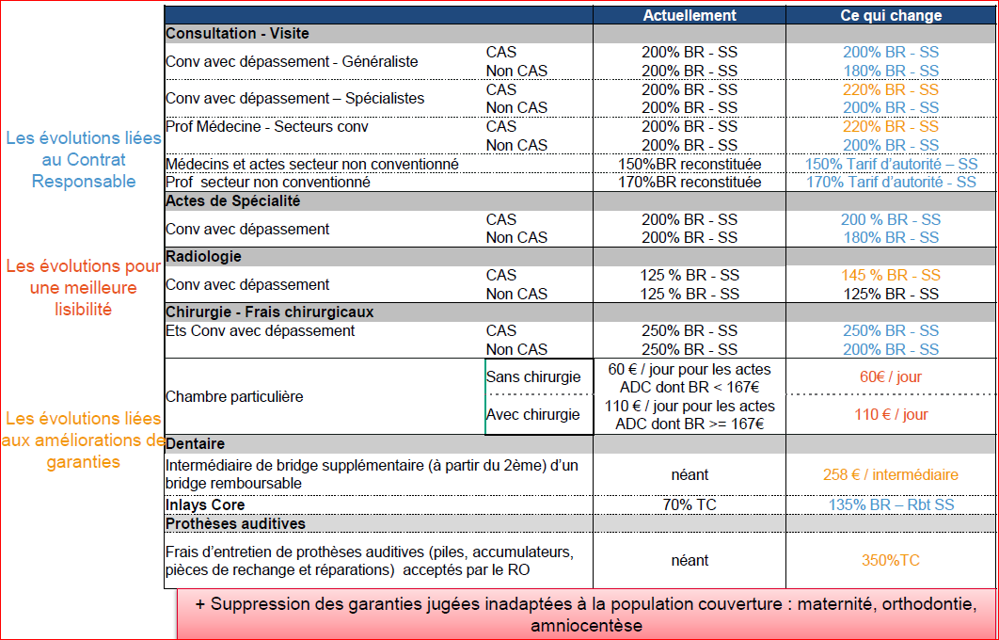 Actuellement Ce qui change
Consultation - Visite
Conv avec dépassement - Généraliste CAS 200% BR - SS 200% BR - SS
Non CAS 200% BR - SS 180% BR - SS
Conv avec dépassement – Spécialistes CAS 200% BR - SS 220% BR - SS
Non CAS 200% BR - SS 200% BR - SS
Prof Médecine - Secteurs conv CAS 200% BR - SS 220% BR - SS
Non CAS 200% BR - SS 200% BR - SS
Médecins et actes secteur non conventionné 150%BR reconstituée 150% Tarif d'autorité – SS
Prof secteur non conventionné 170%BR reconstituée 170% Tarif d'autorité - SS
Actes de Spécialité
Conv avec dépassement CAS 200% BR - SS 200 % BR - SS
Non CAS 200% BR - SS 180% BR - SS
Radiologie
Conv avec dépassement CAS 125 % BR - SS 145 % BR - SS
Non CAS 125 % BR - SS 125% BR - SS
Chirurgie - Frais chirurgicaux
Ets Conv avec dépassement CAS 250% BR - SS 250% BR - SS
Non CAS 250% BR - SS 200% BR - SS
Chambre particulière
Sans chirurgie 60 € / jour pour les actes
ADC dont BR < 167€ 60€ / jour
Avec chirurgie 110 € / jour pour les actes
ADC dont BR >= 167€ 110 € / jour
Dentaire
Intermédiaire de bridge supplémentaire (à partir du 2ème) d'un
bridge remboursable néant 258 € / intermédiaire
Inlays Core 70% TC 135% BR – Rbt SS
Prothèses auditives
Frais d'entretien de prothèses auditives (piles, accumulateurs,
pièces de rechange et réparations) acceptés par le RO néant 350%TC
Les évolutions liées
au Contrat
Responsable
Les évolutions pour
une meilleure
lisibilité
Les évolutions liées
aux améliorations de
garanties
+ Suppression des garanties jugées inadaptées à la population couverture : maternité, orthodontie,
amniocentèse